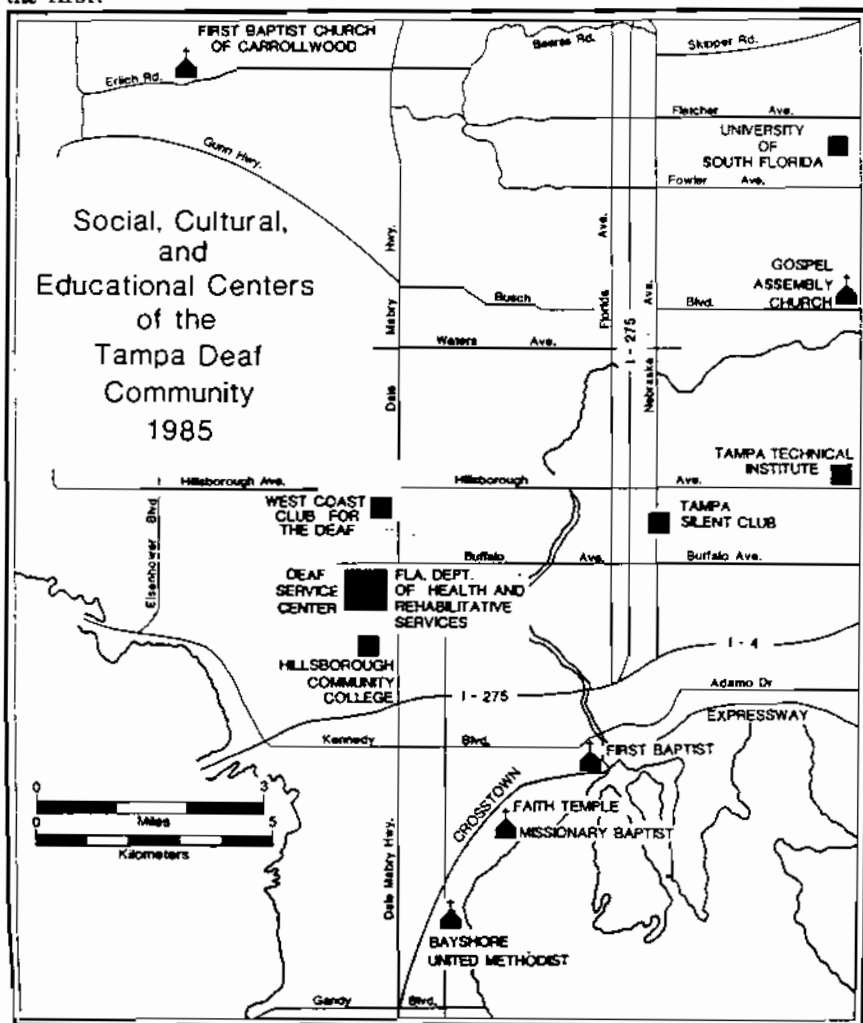 the first.
FIRST BAPTIST CHURCH
OF CARROLLWOOD
Erlich Rd.
Bearss Rd.
Skipper Rd.
Fletcher Ave.
UNIVERSITY
OF
SOUTH FLORIDA
Fowler Ave.
Gunn Hwy.
Social, Cultural,
and
Educational Centers
of the
Tampa Deaf
Community
1985
Dale Mabry Hwy.
Florida Ave.
I - 275
Nebraska Ave.
GOSPEL
ASSEMBLY
CHURCH
Busch Blvd.
Waters Ave.
TAMPA TECHNICAL
INSTITUTE
Hillsborough Ave.
Hillsborough Ave.
Eisenhower Blvd
WEST COAST
CLUB FOR
THE DEAF
TAMPA
SILENT CLUB
Buffalo Ave.
Buffalo Ave.
DEAF
SERVICE
CENTER
FLA. DEPT.
OF HEALTH AND
REHABILITATIVE
SERVICES
HILLSBOROUGH
COMMUNITY
COLLEGE
I - 4
I - 275
Adamo Dr
EXPRESSWAY
Kennedy Blvd.
FIRST BAPTIST
CROSSTOWN
0 3
Miles
0 5
Kilometers
FAITH TEMPLE
MISSIONARY BAPTIST
Dale Mabry Hwy.
BAYSHORE
UNITED METHODIST
Gandy Blvd.